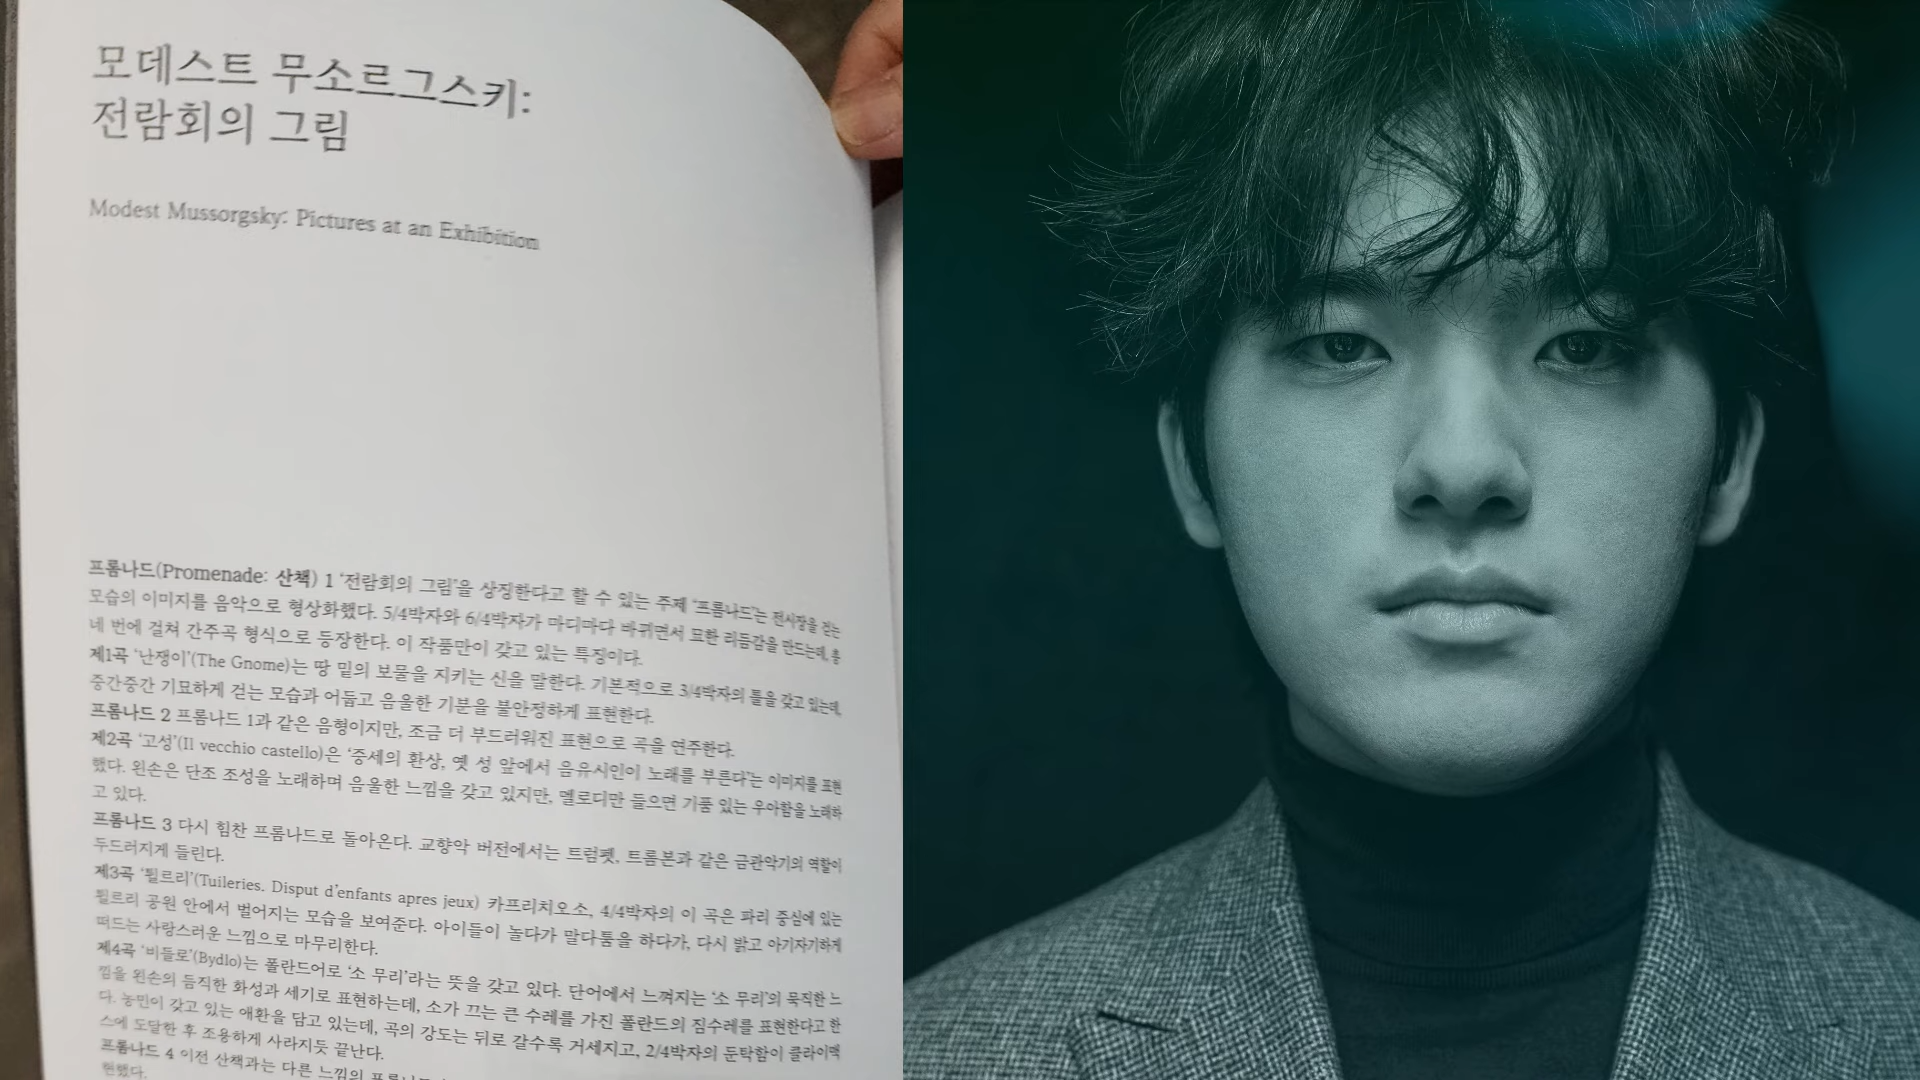 모데스트 무소르그스키:
전람회의 그림
Modest Mussorgsky: Pictures at an Exhibition
프롬나드(Promenade: 산책) 1 '전람회의 그림'을 상징한다고 할 수 있는 주제 '프롬나드'는 전시장을 걷는
모습의 이미지를 음악으로 형상화했다. 5/4박자와 6/4박자가 마디마다 바뀌면서 묘한 리듬감을 만드는데, 총
네 번에 걸쳐 간주곡 형식으로 등장한다. 이 작품만이 갖고 있는 특징이다.
제1곡 '난쟁이'(The Gnome)는 땅 밑의 보물을 지키는 신을 말한다. 기본적으로 3/4박자의 틀을 갖고 있는데,
중간중간 기묘하게 걷는 모습과 어둡고 음울한 기분을 불안정하게 표현한다.
프롬나드 2 프롬나드 1과 같은 음형이지만, 조금 더 부드러워진 표현으로 곡을 연주한다.
제2곡 '고성'(Il vecchio castello)은 '중세의 환상, 옛 성 앞에서 음유시인이 노래를 부른다'는 이미지를 표현
했다. 왼손은 단조 조성을 노래하며 음울한 느낌을 갖고 있지만, 멜로디만 들으면 기품 있는 우아함을 노래하
고 있다.
프롬나드 3 다시 힘찬 프롬나드로 돌아온다. 교향악 버전에서는 트럼펫, 트롬본과 같은 금관악기의 역할이
두드러지게 들린다.
제3곡 '튈르리'(Tuileries. Disput d'enfants apres jeux) 카프리치오소, 4/4박자의 이 곡은 파리 중심에 있는
튈르리 공원 안에서 벌어지는 모습을 보여준다. 아이들이 놀다가 말다툼을 하다가, 다시 밝고 아기자기하게
떠드는 사랑스러운 느낌으로 마무리한다.
제4곡 '비들로'(Bydlo)는 폴란드어로 '소 무리'라는 뜻을 갖고 있다. 단어에서 느껴지는 '소 무리'의 묵직한 느
낌을 왼손의 듬직한 화성과 세기로 표현하는데, 소가 끄는 큰 수레를 가진 폴란드의 짐수레를 표현한다고 한
다. 농민이 갖고 있는 애환을 담고 있는데, 곡의 강도는 뒤로 갈수록 거세지고, 2/4박자의 둔탁함이 클라이맥
스에 도달한 후 조용하게 사라지듯 끝난다.
프롬나드 4 이전 산책과는 다른 느낌의
현했다.